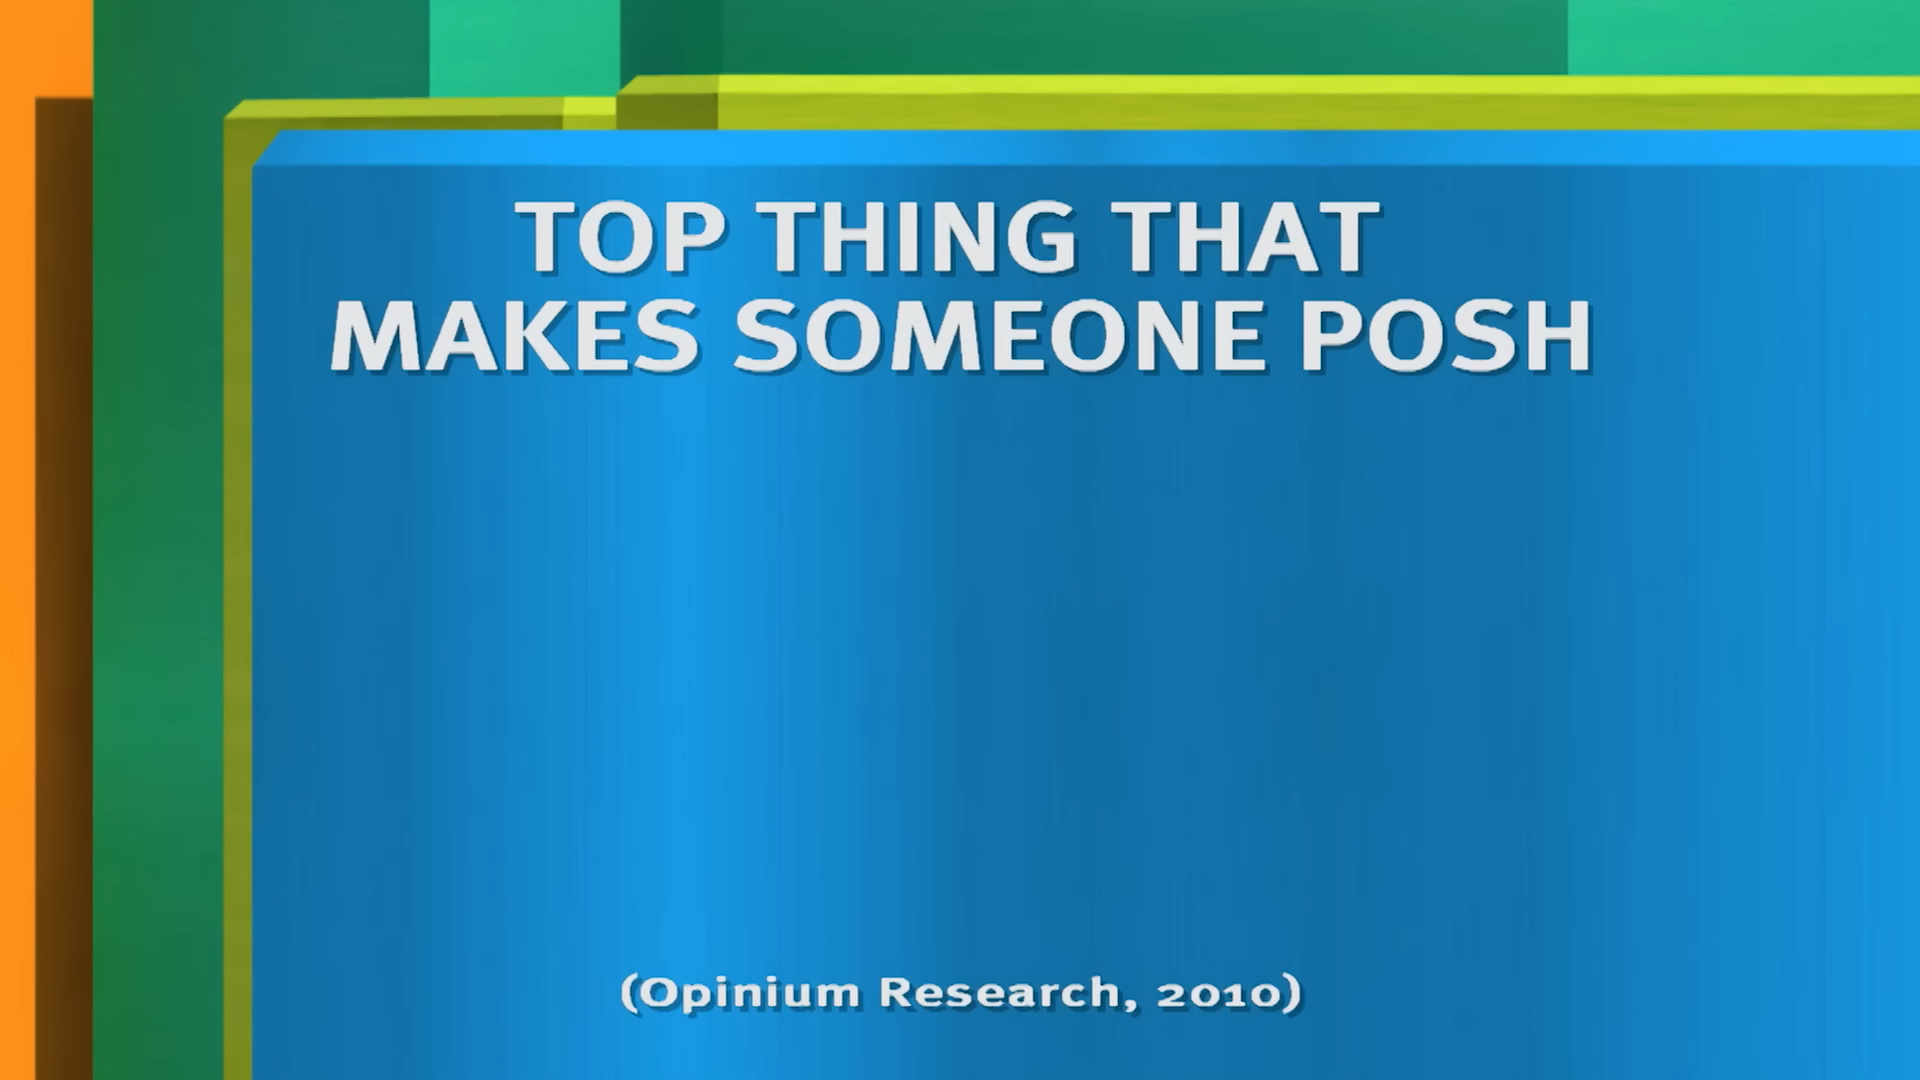 TOP THING THAT
MAKES SOMEONE POSH
(Opinium Research, 2010)